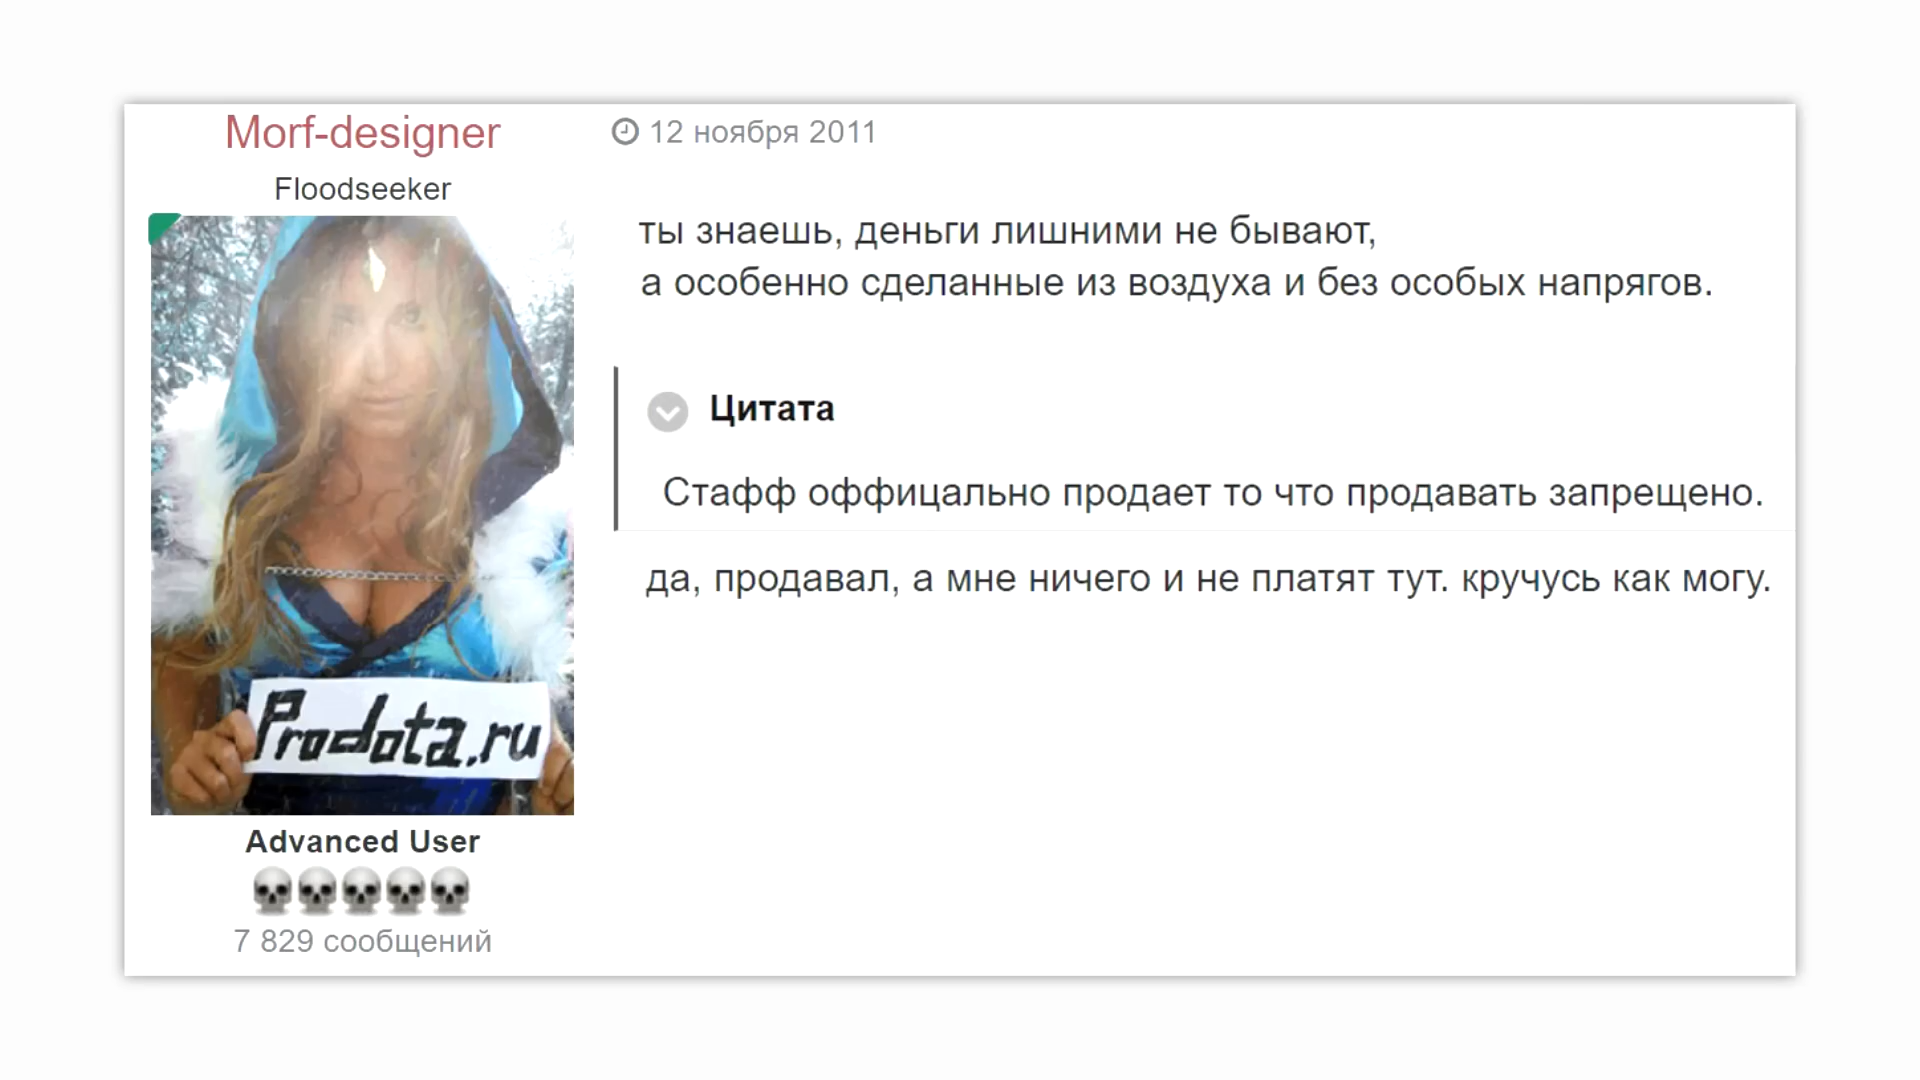 Morf-designer
Floodseeker
Prodota.ru
Advanced User
7 829 сообщений
12 ноября 2011
ты знаешь, деньги лишними не бывают,
а особенно сделанные из воздуха и без особых напрягов.
Цитата
Стафф оффицально продает то что продавать запрещено.
да, продавал, а мне ничего и не платят тут. кручусь как могу.